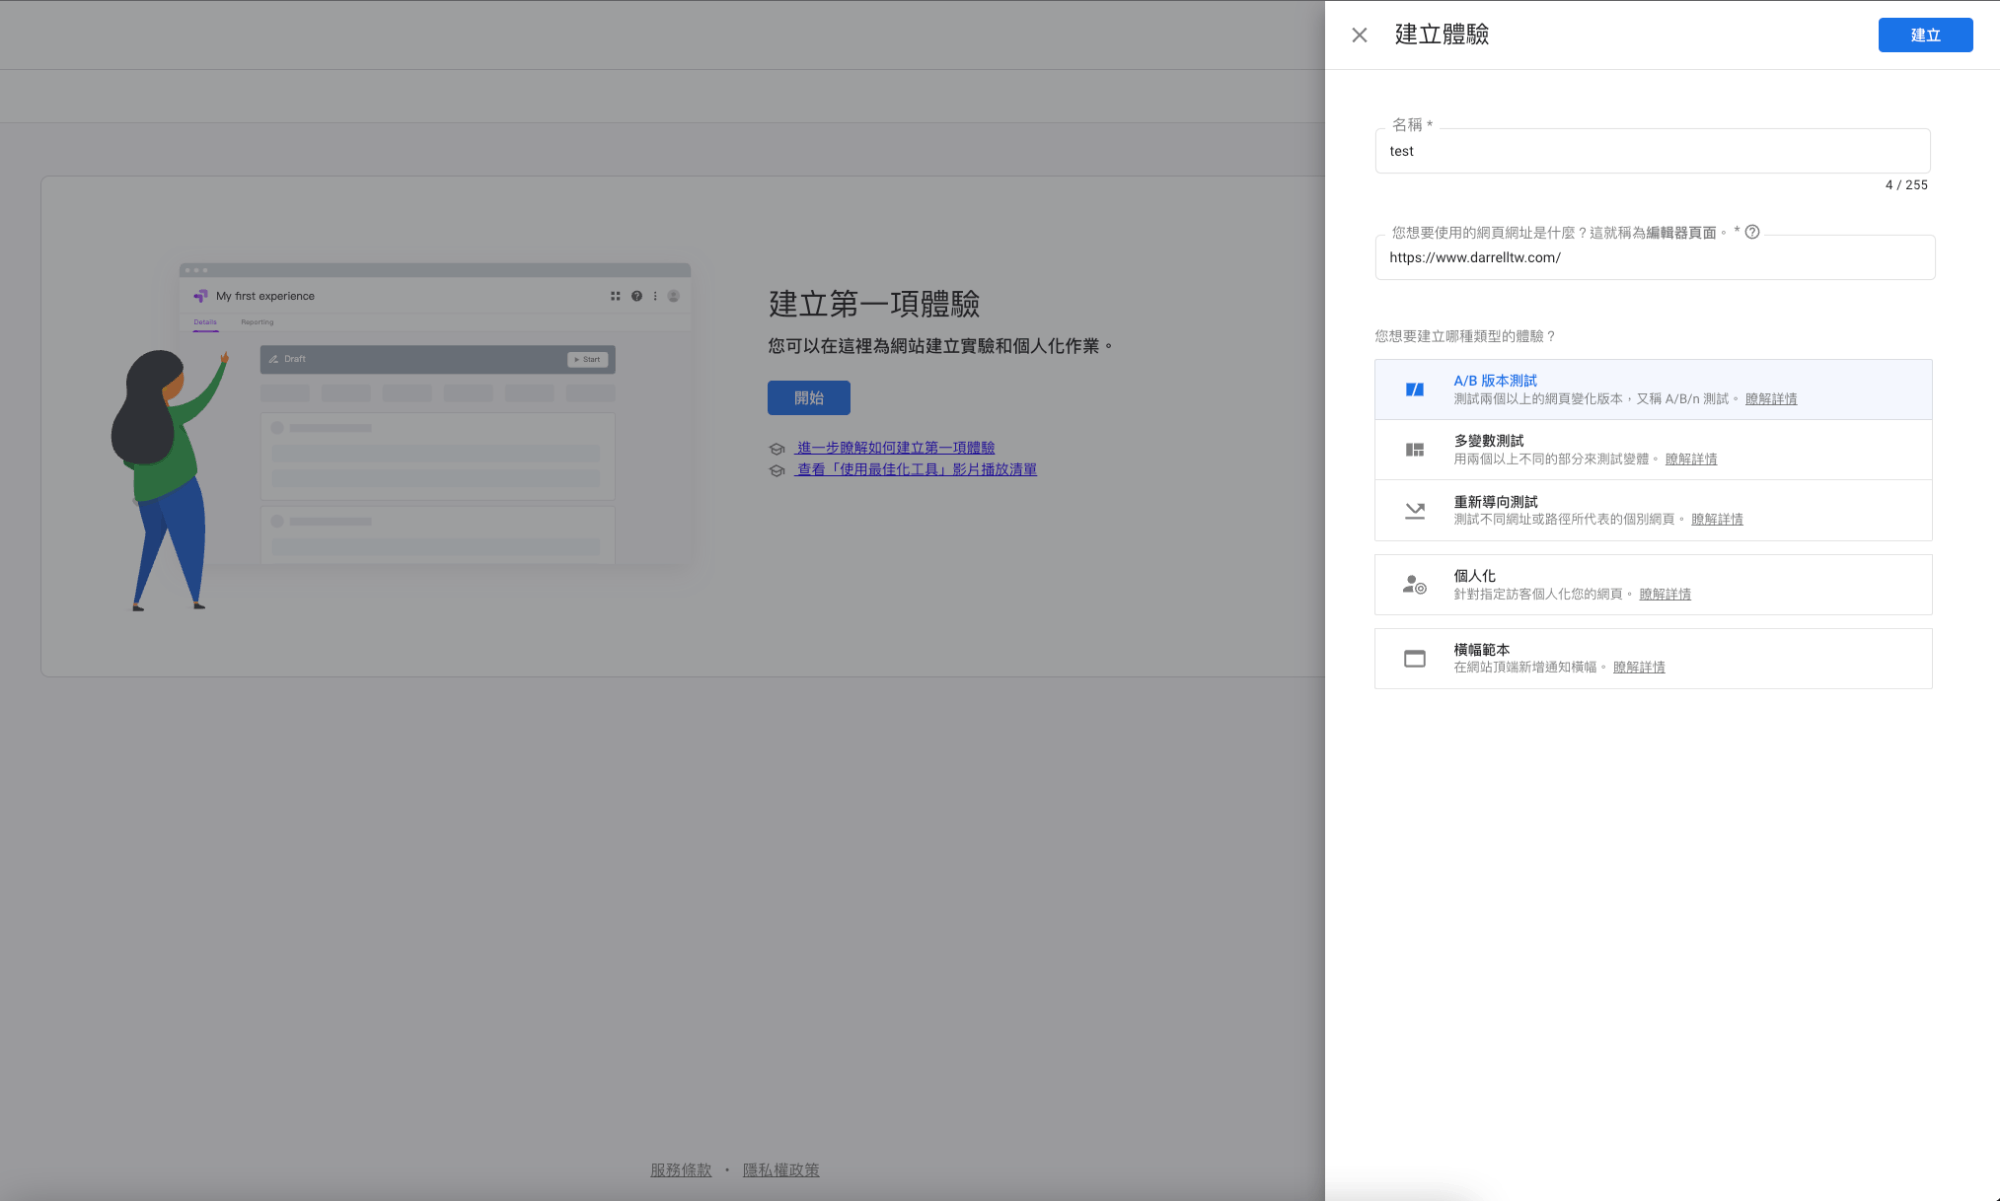 建立體驗
建立
名稱 *
test
4 / 255
您想要使用的網頁網址是什麼？這就稱為編輯器頁面。 *
https://www.darrelltw.com/
您想要建立哪種類型的體驗？
A/B 版本測試
測試兩個以上的網頁變化版本，又稱 A/B/n 測試。 瞭解詳情
多變數測試
用兩個以上不同的部分來測試變體。 瞭解詳情
重新導向測試
測試不同網址或路徑所代表的個別網頁。 瞭解詳情
個人化
針對指定訪客個人化您的網頁。 瞭解詳情
橫幅範本
在網站頂端新增通知橫幅。 瞭解詳情
My first experience
Details Reporting
Draft
Start
建立第一項體驗
您可以在這裡為網站建立實驗和個人化作業。
開始
進一步瞭解如何建立第一項體驗
查看「使用最佳化工具」影片播放清單
服務條款 • 隱私權政策